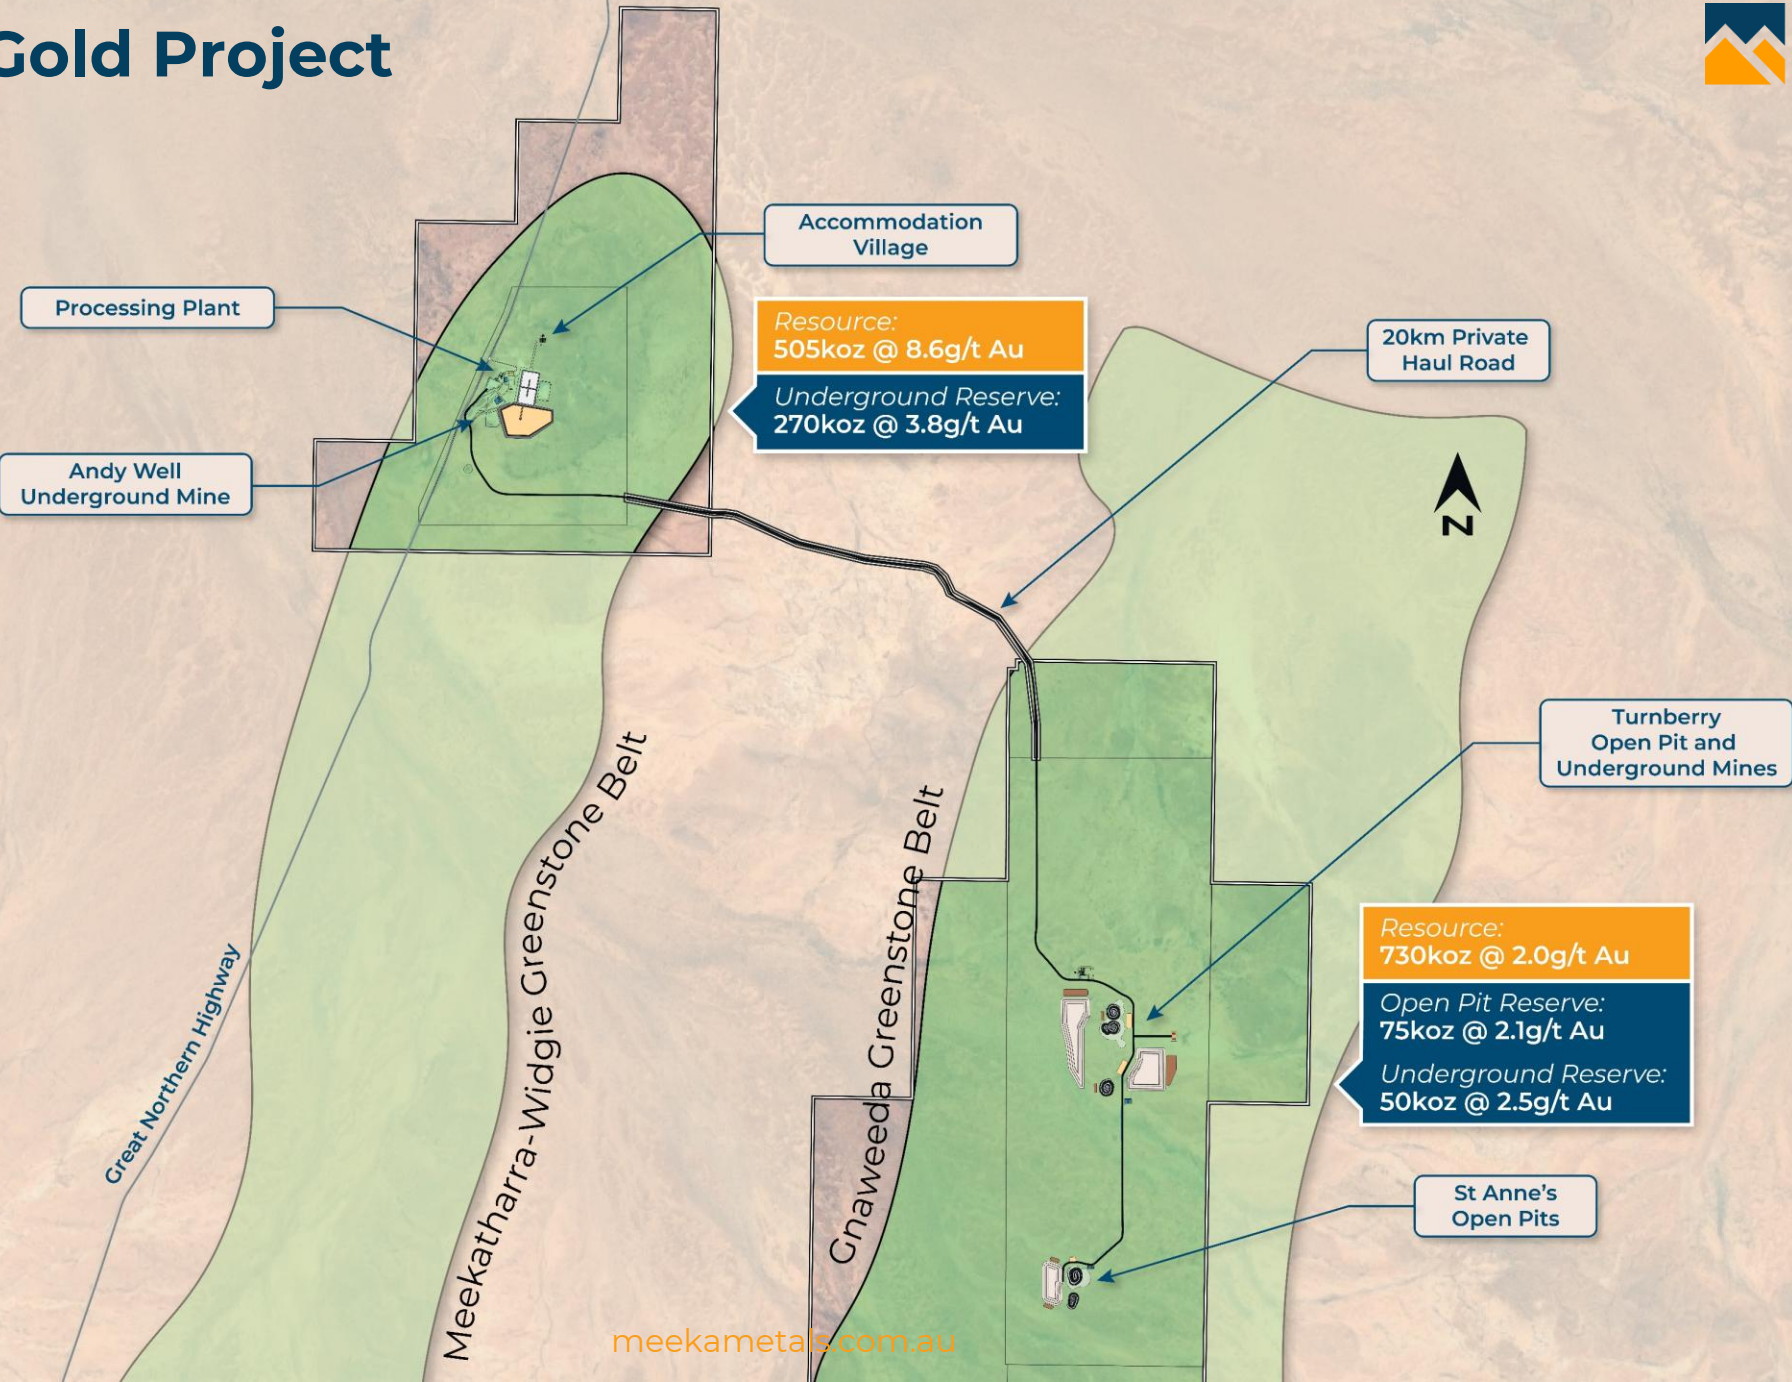 Gold Project
Accommodation
Village
Processing Plant
Resource:
505koz @ 8.6g/t Au
Underground Reserve:
270koz @ 3.8g/t Au
20km Private
Haul Road
Andy Well
Underground Mine
N
Turnberry
Open Pit and
Underground Mines
Meekatharra-Widgie Greenstone Belt
Gnaweeda Greenstone Belt
Great Northern Highway
Resource:
730koz @ 2.0g/t Au
Open Pit Reserve:
75koz @ 2.1g/t Au
Underground Reserve:
50koz @ 2.5g/t Au
St Anne's
Open Pits
meekametals.com.au